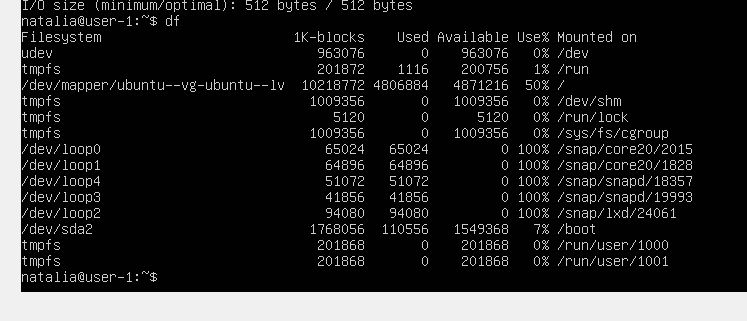 I/O size (minimum/optimal): 512 bytes / 512 bytes
natalia@user-1:~$ df
Filesystem                        1K-blocks    Used Available Use% Mounted on
udev                                 963076       0    963076   0% /dev
tmpfs                                201872    1116    200756   1% /run
/dev/mapper/ubuntu--vg-ubuntu--lv  10218772 4806884   4871216  50% /
tmpfs                               1009356       0   1009356   0% /dev/shm
tmpfs                                  5120       0      5120   0% /run/lock
tmpfs                               1009356       0   1009356   0% /sys/fs/cgroup
/dev/loop0                            65024   65024         0 100% /snap/core20/2015
/dev/loop1                            64896   64896         0 100% /snap/core20/1828
/dev/loop4                            51072   51072         0 100% /snap/snapd/18357
/dev/loop3                            41856   41856         0 100% /snap/snapd/19993
/dev/loop2                            94080   94080         0 100% /snap/lxd/24061
/dev/sda2                           1768056  110556   1549368   7% /boot
tmpfs                                201868       0    201868   0% /run/user/1000
tmpfs                                201868       0    201868   0% /run/user/1001
natalia@user-1:~$